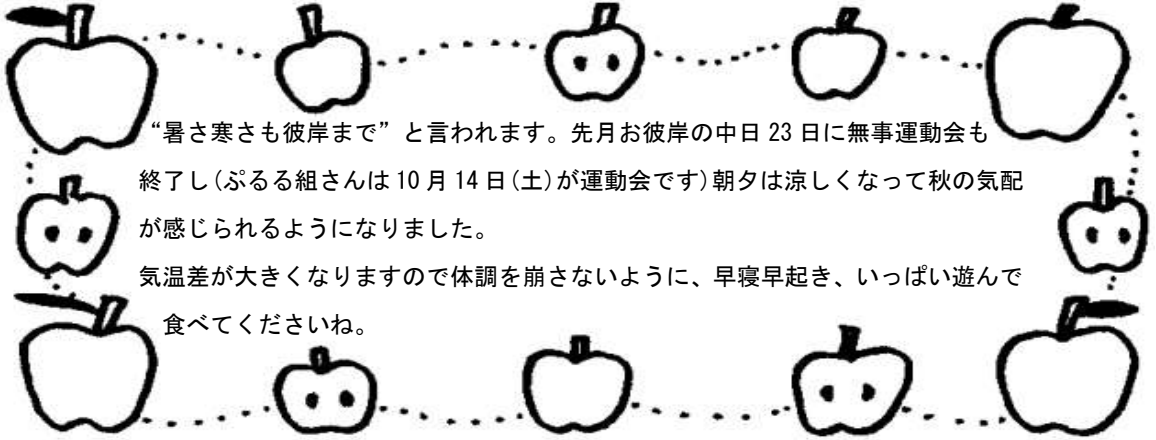 “暑さ寒さも彼岸まで”と言われます。先月お彼岸の中日 23 日に無事運動会も
終了し(ぷるる組さんは 10 月 14 日(土)が運動会です)朝夕は涼しくなって秋の気配
が感じられるようになりました。
気温差が大きくなりますので体調を崩さないように、早寝早起き、いっぱい遊んで
食べてくださいね。